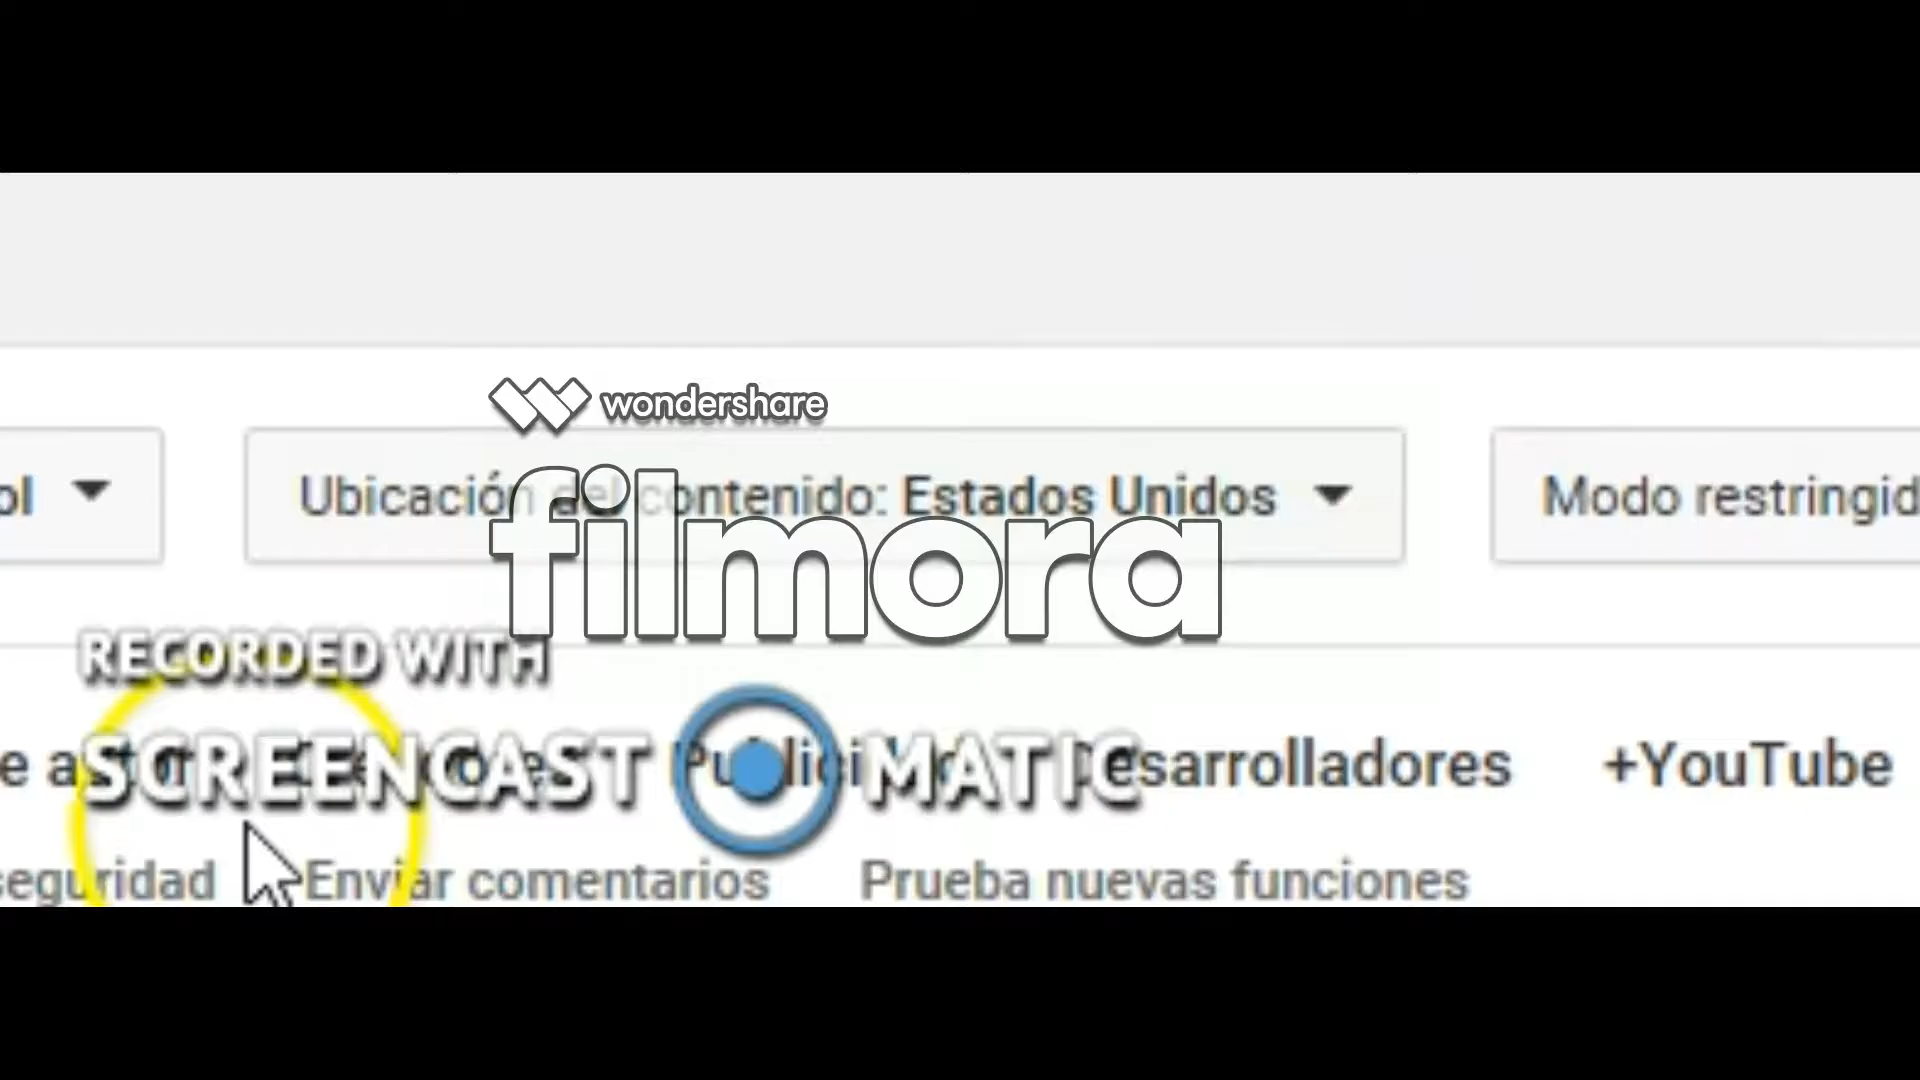 wondershare
ol
Ubicación del contenido: Estados Unidos
Modo restringid
filmora
RECORDED WITH
SCREENCAST MATIC
Desarrolladores
+YouTube
seguridad
Enviar comentarios
Prueba nuevas funciones